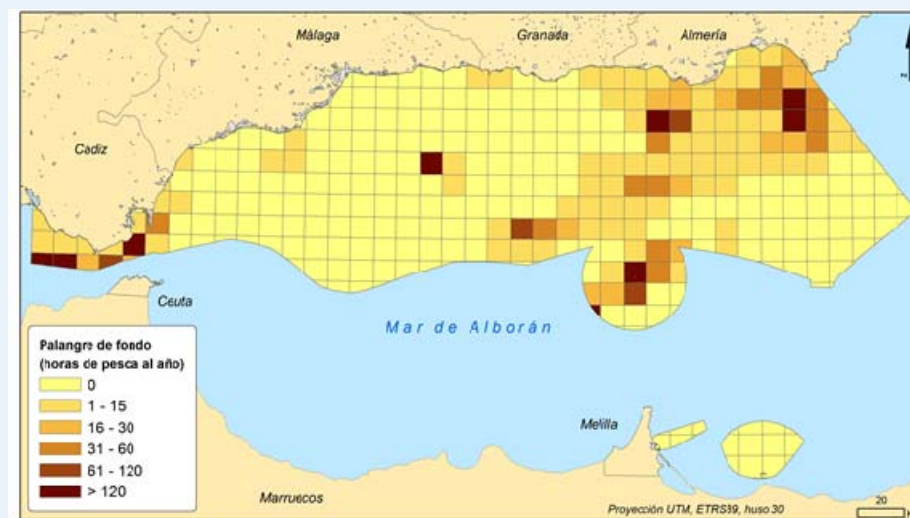 Málaga
Granada
Almería
Cadiz
Ceuta
Mar de Alborán
Palangre de fondo
(horas de pesca al año)
0
1 - 15
16 - 30
31 - 60
61 - 120
> 120
Melilla
Marruecos
Proyección UTM, ETRS89, huso 30
20